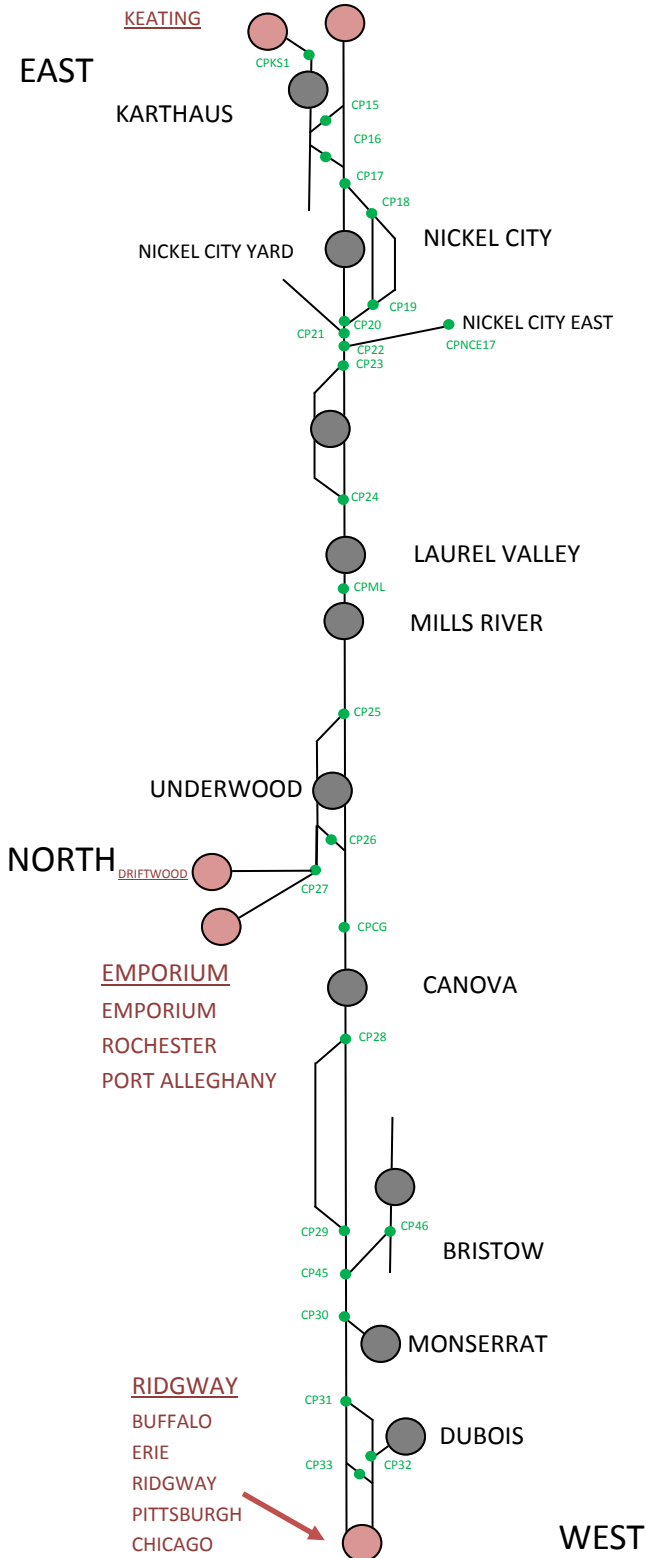 KEATING
CPKS1
EAST
KARTHAUS
CP15
CP16
CP17
CP18
NICKEL CITY
NICKEL CITY YARD
CP19
CP20
NICKEL CITY EAST
CP21
CP22
CPNCE17
CP23
CP24
LAUREL VALLEY
CPML
MILLS RIVER
CP25
UNDERWOOD
CP26
NORTH
DRIFTWOOD
CP27
CPCG
EMPORIUM
CANOVA
EMPORIUM
ROCHESTER
CP28
PORT ALLEGHANY
CP29
CP46
BRISTOW
CP45
CP30
MONSERRAT
RIDGWAY
CP31
BUFFALO
DUBOIS
ERIE
CP33
CP32
RIDGWAY
PITTSBURGH
CHICAGO
WEST